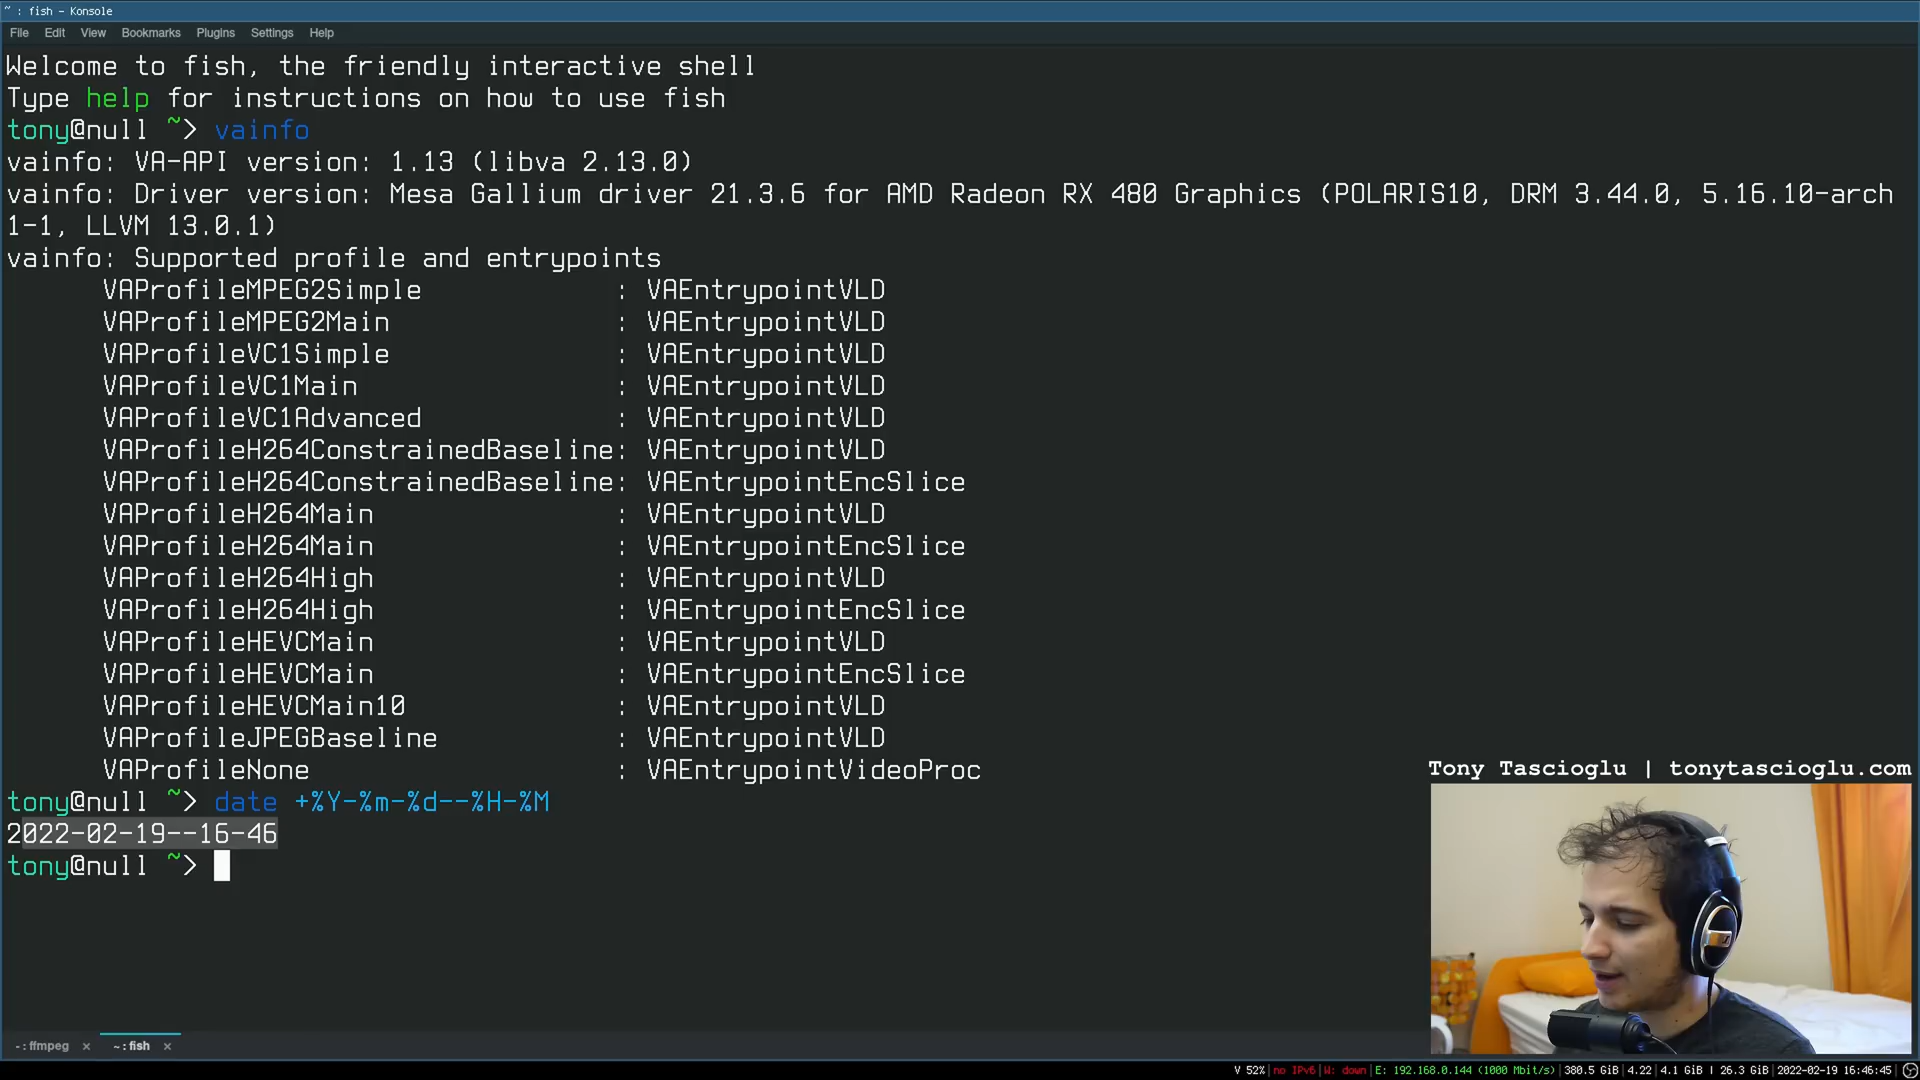 ~ : fish — Konsole
File Edit View Bookmarks Plugins Settings Help
Welcome to fish, the friendly interactive shell
Type help for instructions on how to use fish
tony@null ~> vainfo
vainfo: VA-API version: 1.13 (libva 2.13.0)
vainfo: Driver version: Mesa Gallium driver 21.3.6 for AMD Radeon RX 480 Graphics (POLARIS10, DRM 3.44.0, 5.16.10-arch
1-1, LLVM 13.0.1)
vainfo: Supported profile and entrypoints
VAProfileMPEG2Simple : VAEntrypointVLD
VAProfileMPEG2Main : VAEntrypointVLD
VAProfileVC1Simple : VAEntrypointVLD
VAProfileVC1Main : VAEntrypointVLD
VAProfileVC1Advanced : VAEntrypointVLD
VAProfileH264ConstrainedBaseline: VAEntrypointVLD
VAProfileH264ConstrainedBaseline: VAEntrypointEncSlice
VAProfileH264Main : VAEntrypointVLD
VAProfileH264Main : VAEntrypointEncSlice
VAProfileH264High : VAEntrypointVLD
VAProfileH264High : VAEntrypointEncSlice
VAProfileHEVCMain : VAEntrypointVLD
VAProfileHEVCMain : VAEntrypointEncSlice
VAProfileHEVCMain10 : VAEntrypointVLD
VAProfileJPEGBaseline : VAEntrypointVLD
VAProfileNone : VAEntrypointVideoProc
tony@null ~> date +%Y-%m-%d--%H-%M
2022-02-19--16-46
tony@null ~>
Tony Tascioglu | tonytascioglu.com
~ : ffmpeg × ~ : fish ×
V 52%|no IPv6|W: down|E: 192.168.0.144 (1000 Mbit/s)|380.5 GiB|4.22|4.1 GiB | 26.3 GiB|2022-02-19 16:46:45